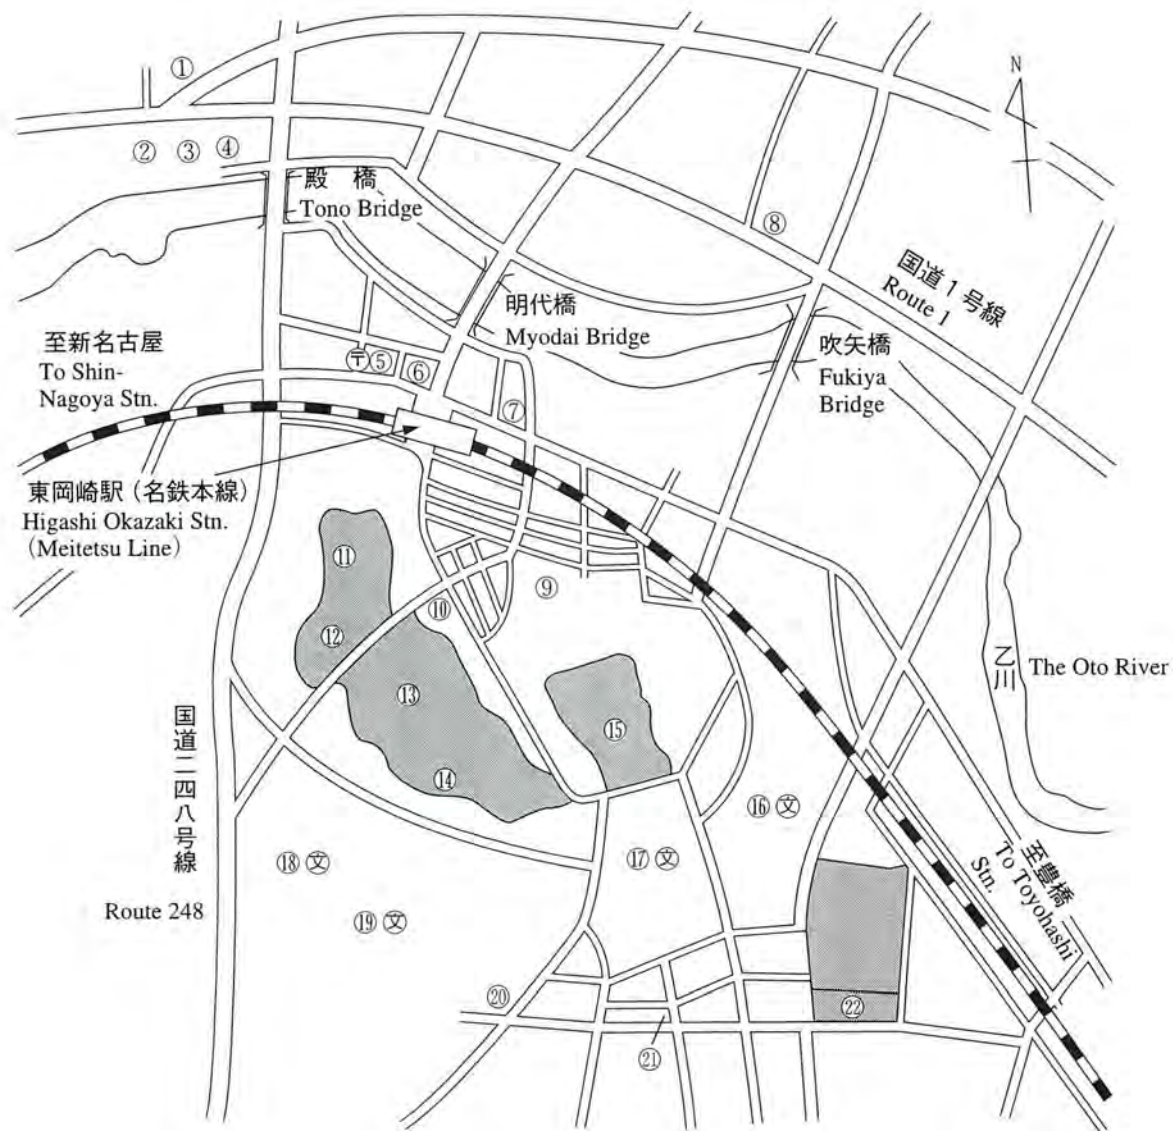 ①
N
② ③ ④
殿 橋
Tono Bridge
⑧
国道1号線
Route 1
明代橋
Myodai Bridge
吹矢橋
Fukiya
Bridge
至新名古屋
To Shin-
Nagoya Stn.
〒⑤ ⑥
⑦
東岡崎駅（名鉄本線）
Higashi Okazaki Stn.
（Meitetsu Line）
⑪
⑨
⑩
⑫
⑬
乙川
The Oto River
国道二四八号線
⑮
⑭
⑯ 文
⑱ 文
⑰ 文
至豊橋
To Toyohashi
Stn.
Route 248
⑲ 文
⑳
㉒
㉑